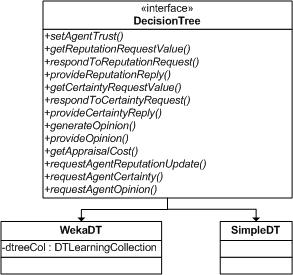 «interface»
DecisionTree
+setAgentTrust()
+getReputationRequestValue()
+respondToReputationRequest()
+provideReputationReply()
+getCertaintyRequestValue()
+respondToCertaintyRequest()
+provideCertaintyReply()
+generateOpinion()
+provideOpinion()
+getAppraisalCost()
+requestAgentReputationUpdate()
+requestAgentCertainty()
+requestAgentOpinion()
WekaDT
-dtreeCol : DTLearningCollection
SimpleDT